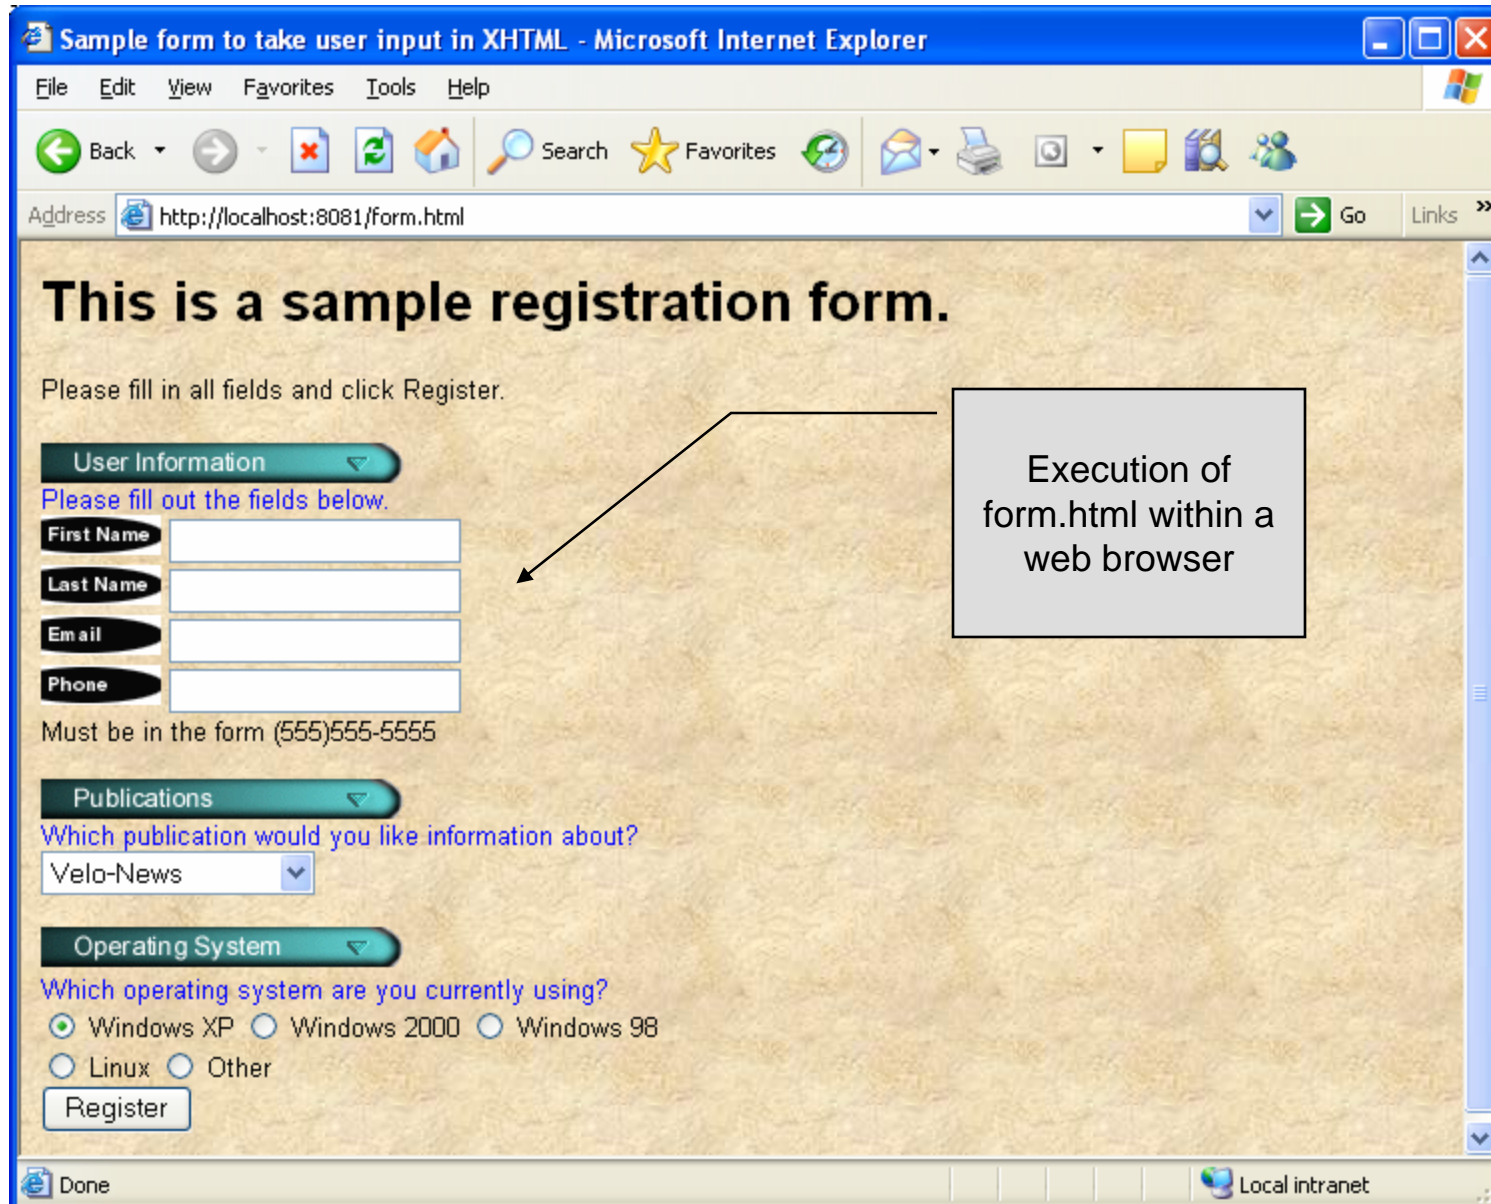 Sample form to take user input in XHTML - Microsoft Internet Explorer
File Edit View Favorites Tools Help
Back Search Favorites
Address http://localhost:8081/form.html Go Links »
This is a sample registration form.
Please fill in all fields and click Register.
User Information
Please fill out the fields below.
First Name
Last Name
Email
Phone
Must be in the form (555)555-5555
Execution of
form.html within a
web browser
Publications
Which publication would you like information about?
Velo-News
Operating System
Which operating system are you currently using?
Windows XP Windows 2000 Windows 98
Linux Other
Register
Done Local intranet